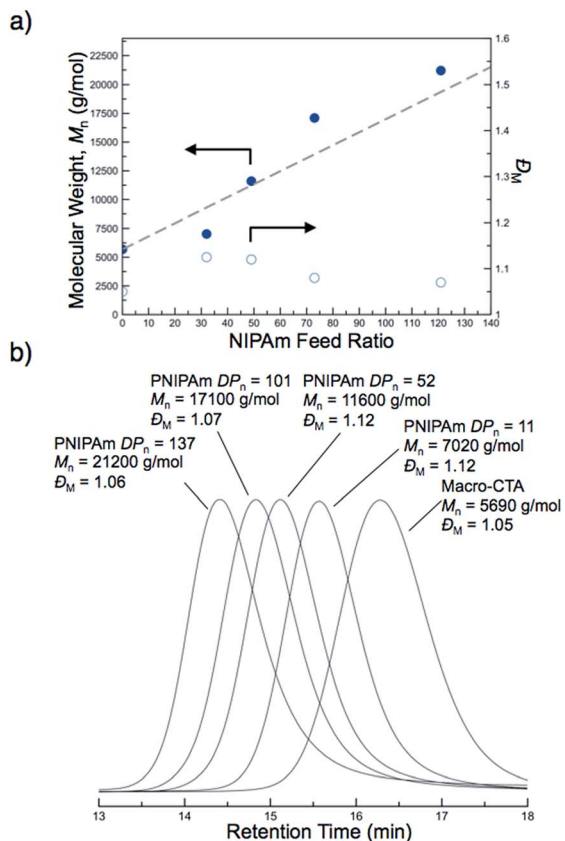 a)
Molecular Weight, Mn (g/mol)
22500
20000
17500
15000
12500
10000
7500
5000
2500
0
1.6
1.5
1.4
1.3
1.2
1.1
1
ĐM
0 10 20 30 40 50 60 70 80 90 100 110 120 130 140
NIPAm Feed Ratio
b)
PNIPAm DPn = 101
Mn = 17100 g/mol
ĐM = 1.07
PNIPAm DPn = 52
Mn = 11600 g/mol
ĐM = 1.12
PNIPAm DPn = 11
Mn = 7020 g/mol
ĐM = 1.12
PNIPAm DPn = 137
Mn = 21200 g/mol
ĐM = 1.06
Macro-CTA
Mn = 5690 g/mol
ĐM = 1.05
13 14 15 16 17 18
Retention Time (min)